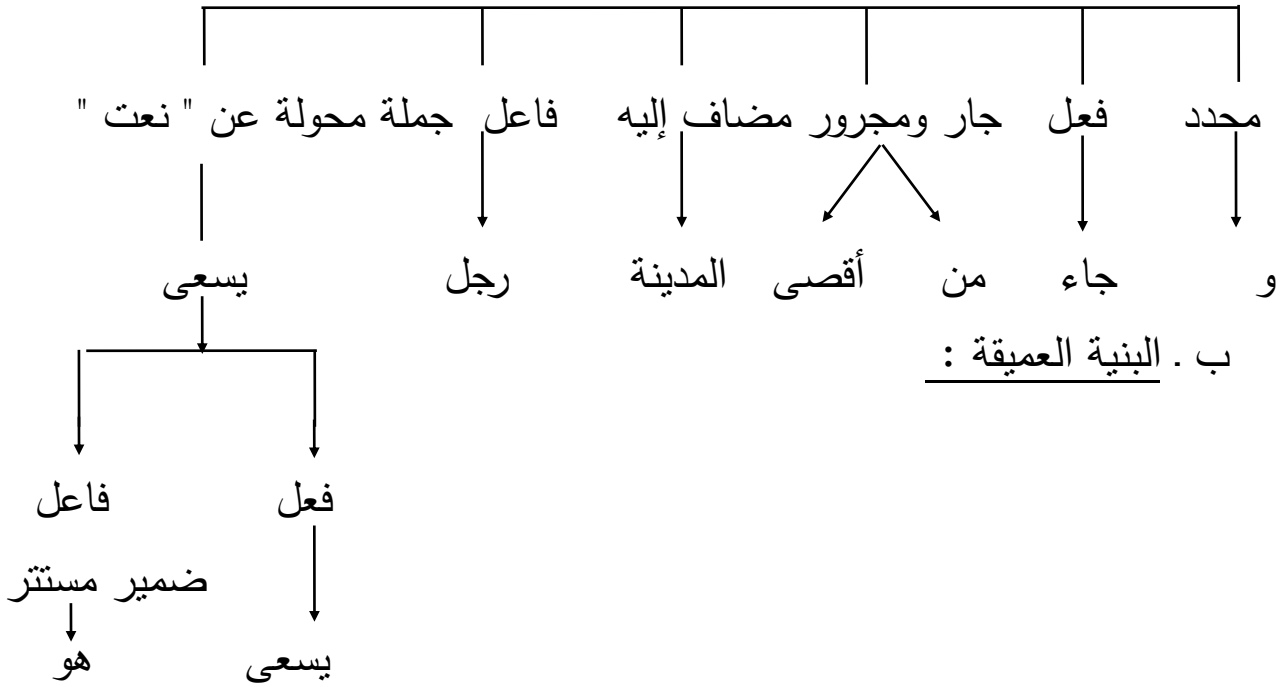 محدد فعل جار ومجرور مضاف إليه فاعل جملة محولة عن " نعت "
و جاء من أقصى المدينة رجل يسعى
ب . البنية العميقة :
فعل فاعل
ضمير مستتر
يسعى هو